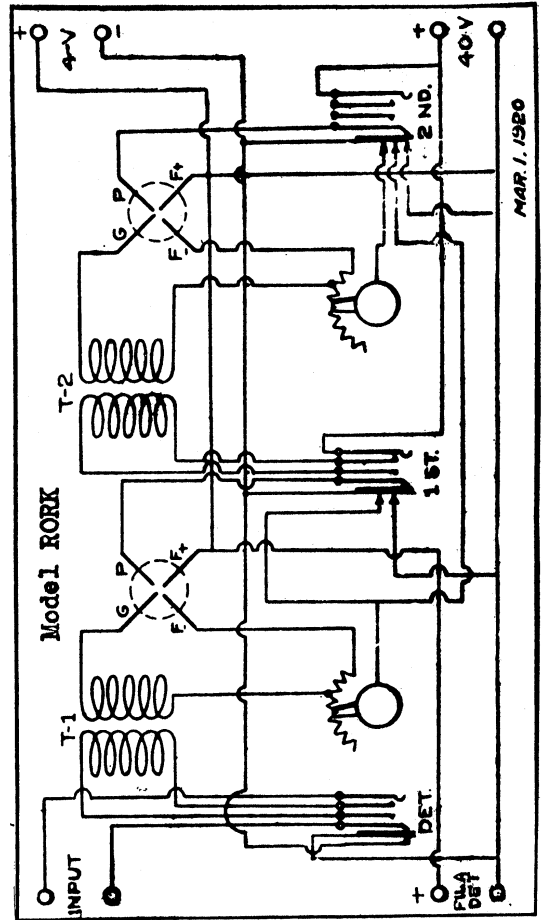 Model RORK
INPUT
T-1
T-2
+ 4-V -
G P
F- F+
G P
F- F+
DET.
1 ST.
2 ND.
+
FILA
DET
+
40·V
MAR. 1. 1920